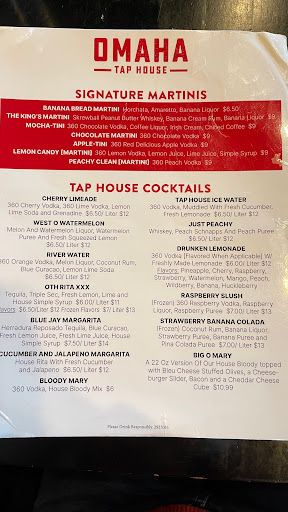 OMAHA
TAP HOUSE
SIGNATURE MARTINIS
BANANA BREAD MARTINI Horchata, Amaretto, Banana Liquor $6.50
THE KING'S MARTINI Skrewball Peanut Butter Whiskey, Banana Cream Rum, Banana Liquor $9
MOCHA-TINI 360 Chocolate Vodka, Coffee Liquor, Irish Cream, Chilled Coffee $9
CHOCOLATE MARTINI 360 Chocolate Vodka $9
APPLE-TINI 360 Red Delicious Apple Vodka $9
LEMON CANDY [MARTINI] 360 Lemon Vodka, Lemon Juice, Lime Juice, Simple Syrup $9
PEACHY CLEAN [MARTINI] 360 Peach Vodka $9
TAP HOUSE COCKTAILS
CHERRY LIMEADE
360 Cherry Vodka, 360 Lime Vodka, Lemon
Lime Soda and Grenadine $6.50/ Liter $12
WEST O WATERMELON
Melon And Watermelon Liquor, Watermelon
Puree And Fresh Squeezed Lemon
$6.50/ Liter $12
RIVER WATER
360 Orange Vodka, Melon Liquor, Coconut Rum,
Blue Curacao, Lemon Lime Soda
$6.50/ Liter $12
OTH RITA XXX
Tequila, Triple Sec, Fresh Lemon, Lime and
House Simple Syrup $6.00/ Liter $11
Flavors $6.50/Liter $12 Frozen Flavors $7/ Liter $13
BLUE JAY MARGARITA
Herradura Reposado Tequila, Blue Curacao,
Fresh Lemon Juice, Fresh Lime Juice, House
Simple Syrup $7.50/ Liter $14
CUCUMBER AND JALAPENO MARGARITA
House Rita With Fresh Cucumber
and Jalapeno $6.50/ Liter $12
BLOODY MARY
360 Vodka, House Bloody Mix $6
TAP HOUSE ICE WATER
360 Vodka, Muddled With Fresh Cucumber,
Fresh Lemonade $6.50/ Liter $12
JUST PEACHY
Whiskey, Peach Schnapps And Peach Puree
$6.50/ Liter $12
DRUNKEN LEMONADE
360 Vodka [Flavored When Applicable] W/
Freshly Made Lemonade $6.00/ Liter $12
Flavors: Pineapple, Cherry, Raspberry,
Strawberry, Watermelon, Mango, Peach,
Wildberry, Banana, Huckleberry
RASPBERRY SLUSH
(Frozen) 360 Raspberry Vodka, Raspberry
Liquor, Raspberry Puree $7.00/ Liter $13
STRAWBERRY BANANA COLADA
(Frozen) Coconut Rum, Banana Liquor,
Strawberry Puree, Banana Puree and
Pina Colada Puree $7.00/ Liter $13
BIG O MARY
A 22 Oz Version Of Our House Bloody topped
with Bleu Cheese Stuffed Olives, a Cheese-
burger Slider, Bacon and a Cheddar Cheese
Cube $10.99
Please Drink Responsibly.